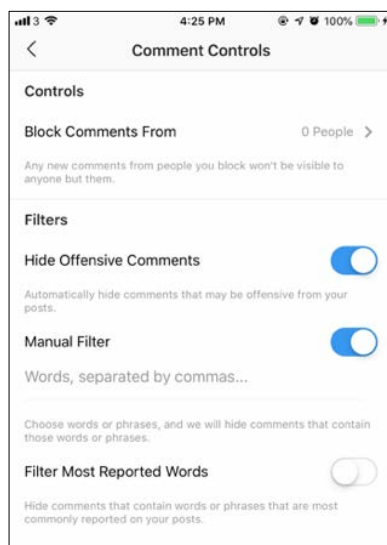 3 4:25 PM 100%
Comment Controls
Controls
Block Comments From 0 People
Any new comments from people you block won't be visible to
anyone but them.
Filters
Hide Offensive Comments
Automatically hide comments that may be offensive from your
posts.
Manual Filter
Words, separated by commas...
Choose words or phrases, and we will hide comments that contain
those words or phrases.
Filter Most Reported Words
Hide comments that contain words or phrases that are most
commonly reported on your posts.